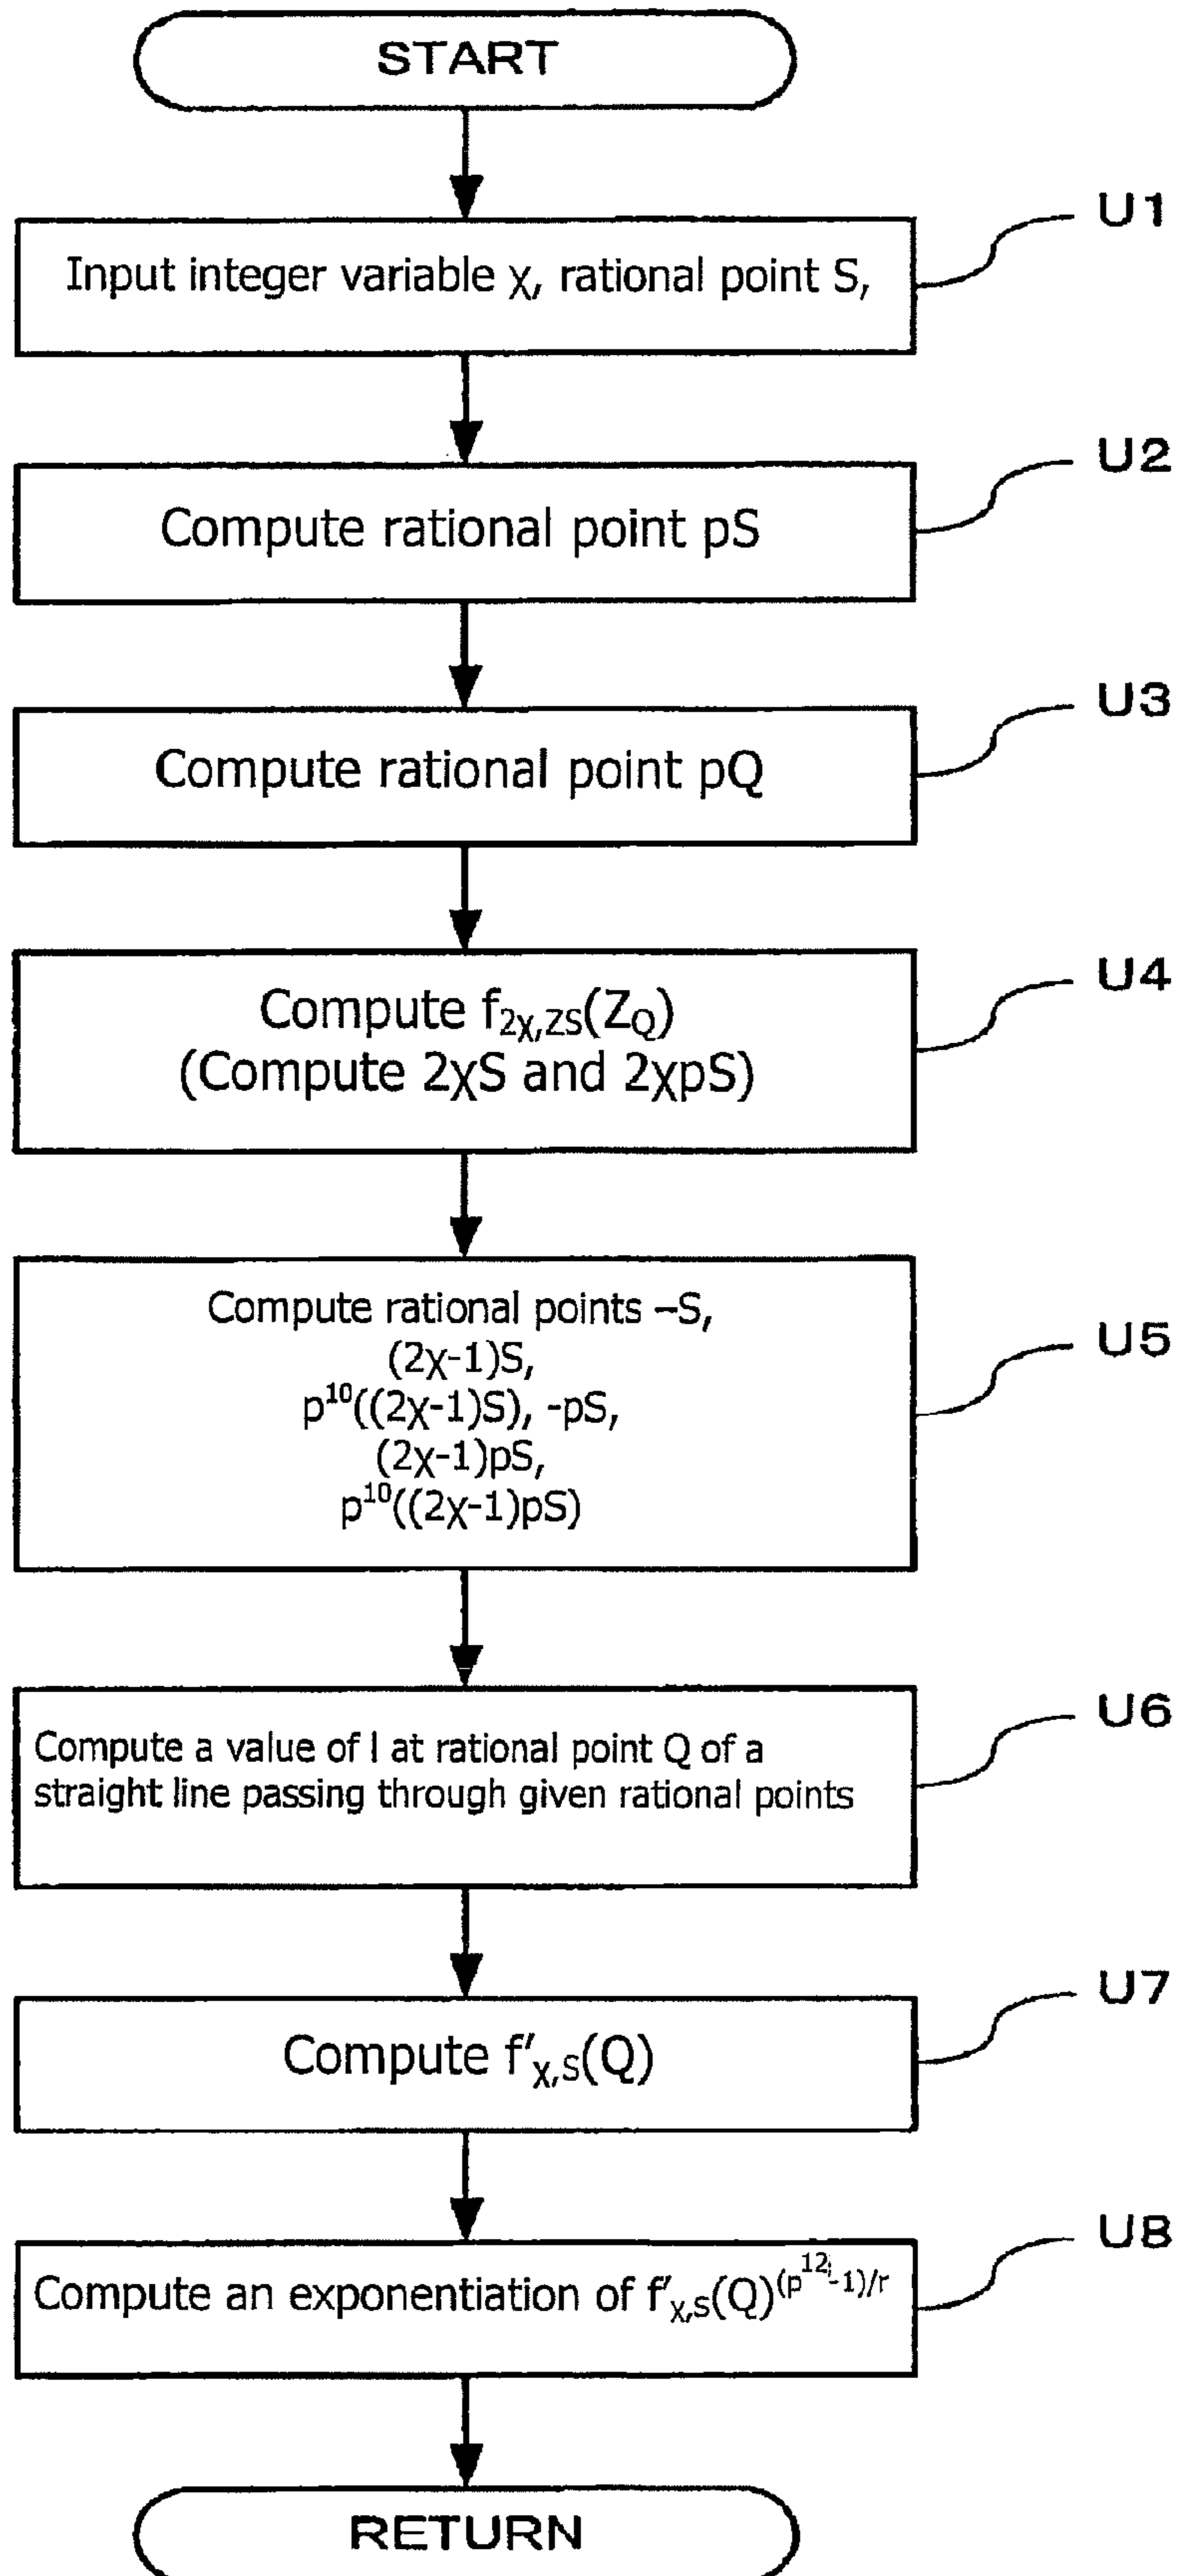 START
U1
Input integer variable χ, rational point S,
U2
Compute rational point pS
U3
Compute rational point pQ
U4
Compute f₂χ,ZS(Z_Q)
(Compute 2χS and 2χpS)
Compute rational points –S,
(2χ-1)S,
U5
p¹⁰((2χ-1)S), -pS,
(2χ-1)pS,
p¹⁰((2χ-1)pS)
U6
Compute a value of l at rational point Q of a
straight line passing through given rational points
U7
Compute f'χ,S(Q)
U8
Compute an exponentiation of f'χ,S(Q)^(p¹²-1)/r
RETURN